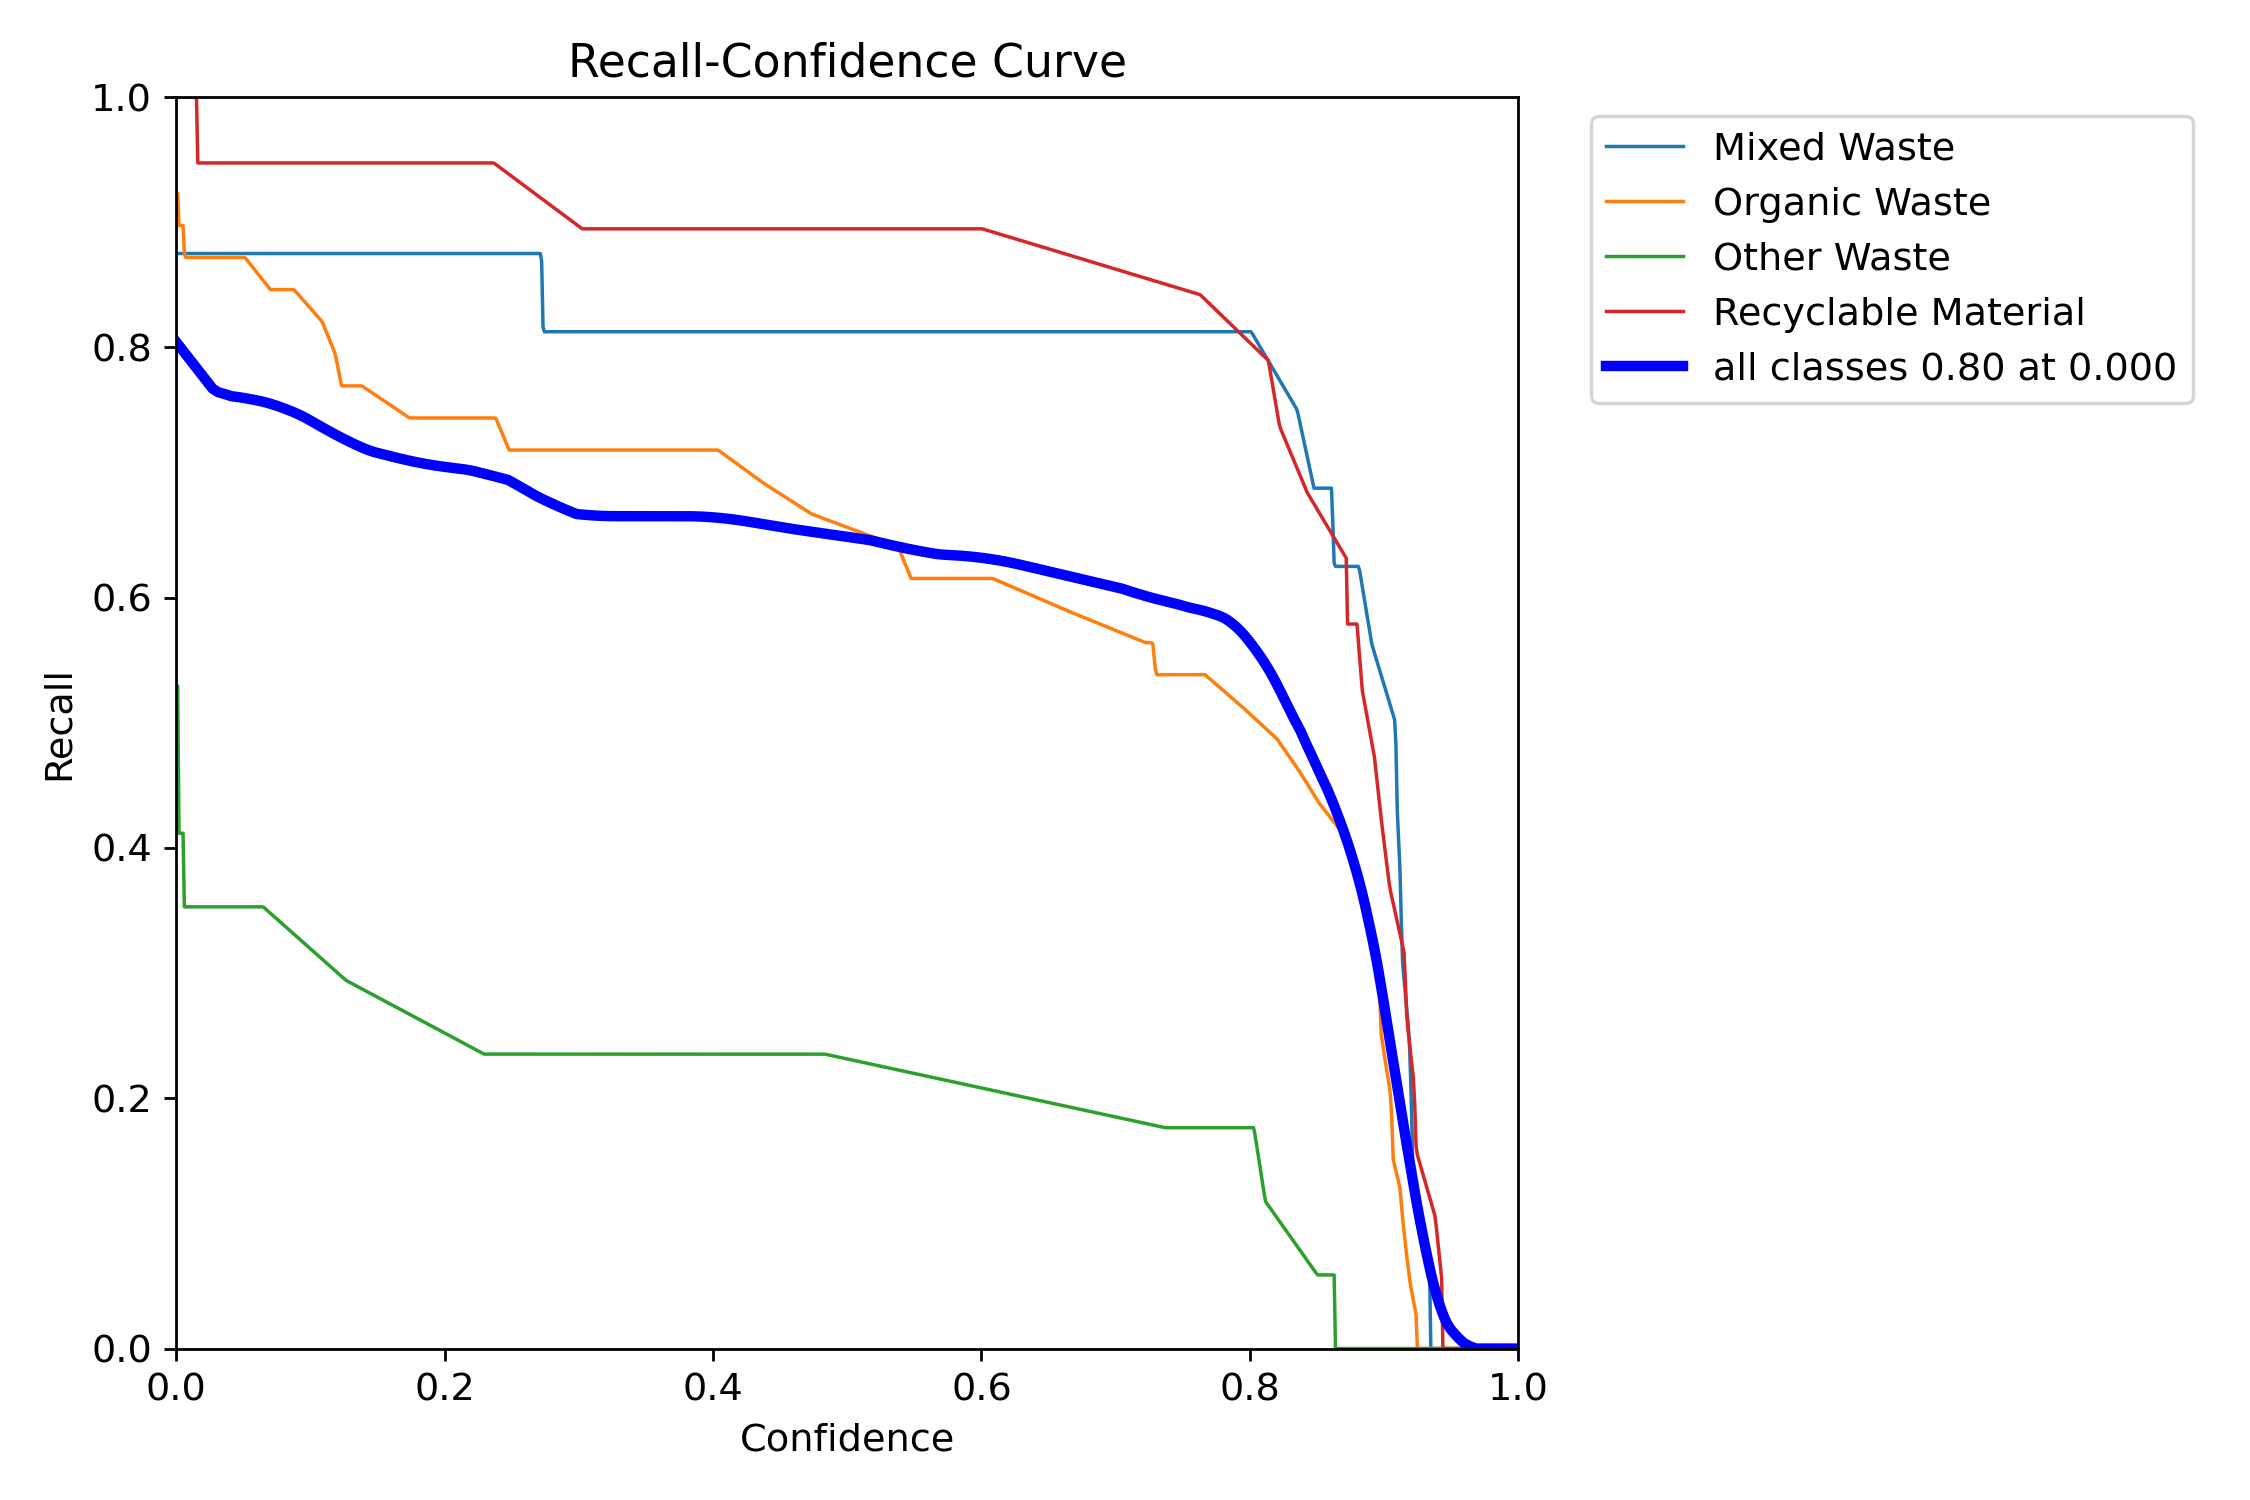 Recall-Confidence Curve
1.0
0.8
0.6
0.4
0.2
0.0
Recall
0.0 0.2 0.4 0.6 0.8 1.0
Confidence
Mixed Waste
Organic Waste
Other Waste
Recyclable Material
all classes 0.80 at 0.000